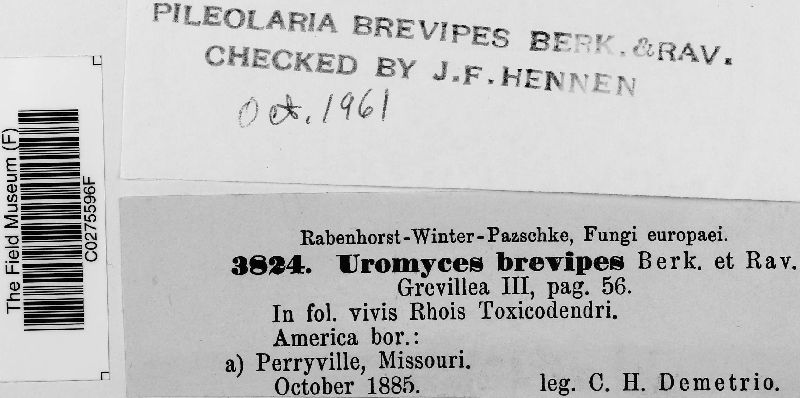 PILEOLARIA BREVIPES BERK. & RAV.
CHECKED BY J.F. HENNEN
Oct. 1961
The Field Museum (F)
C0275596F
Rabenhorst-Winter-Pazschke, Fungi europaei.
3824. Uromyces brevipes Berk. et Rav.
Grevillea III, pag. 56.
In fol. vivis Rhois Toxicodendri.
America bor.:
a) Perryville, Missouri.
October 1885. leg. C. H. Demetrio.